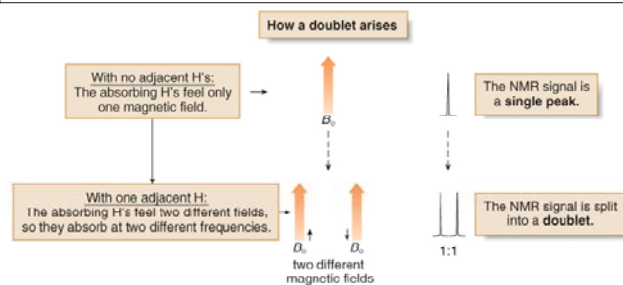 How a doublet arises
With no adjacent H's:
The absorbing H's feel only
one magnetic field.
B₀
The NMR signal is
a single peak.
With one adjacent H:
The absorbing H's feel two different fields,
so they absorb at two different frequencies.
B₀
B₀
two different
magnetic fields
1:1
The NMR signal is split
into a doublet.